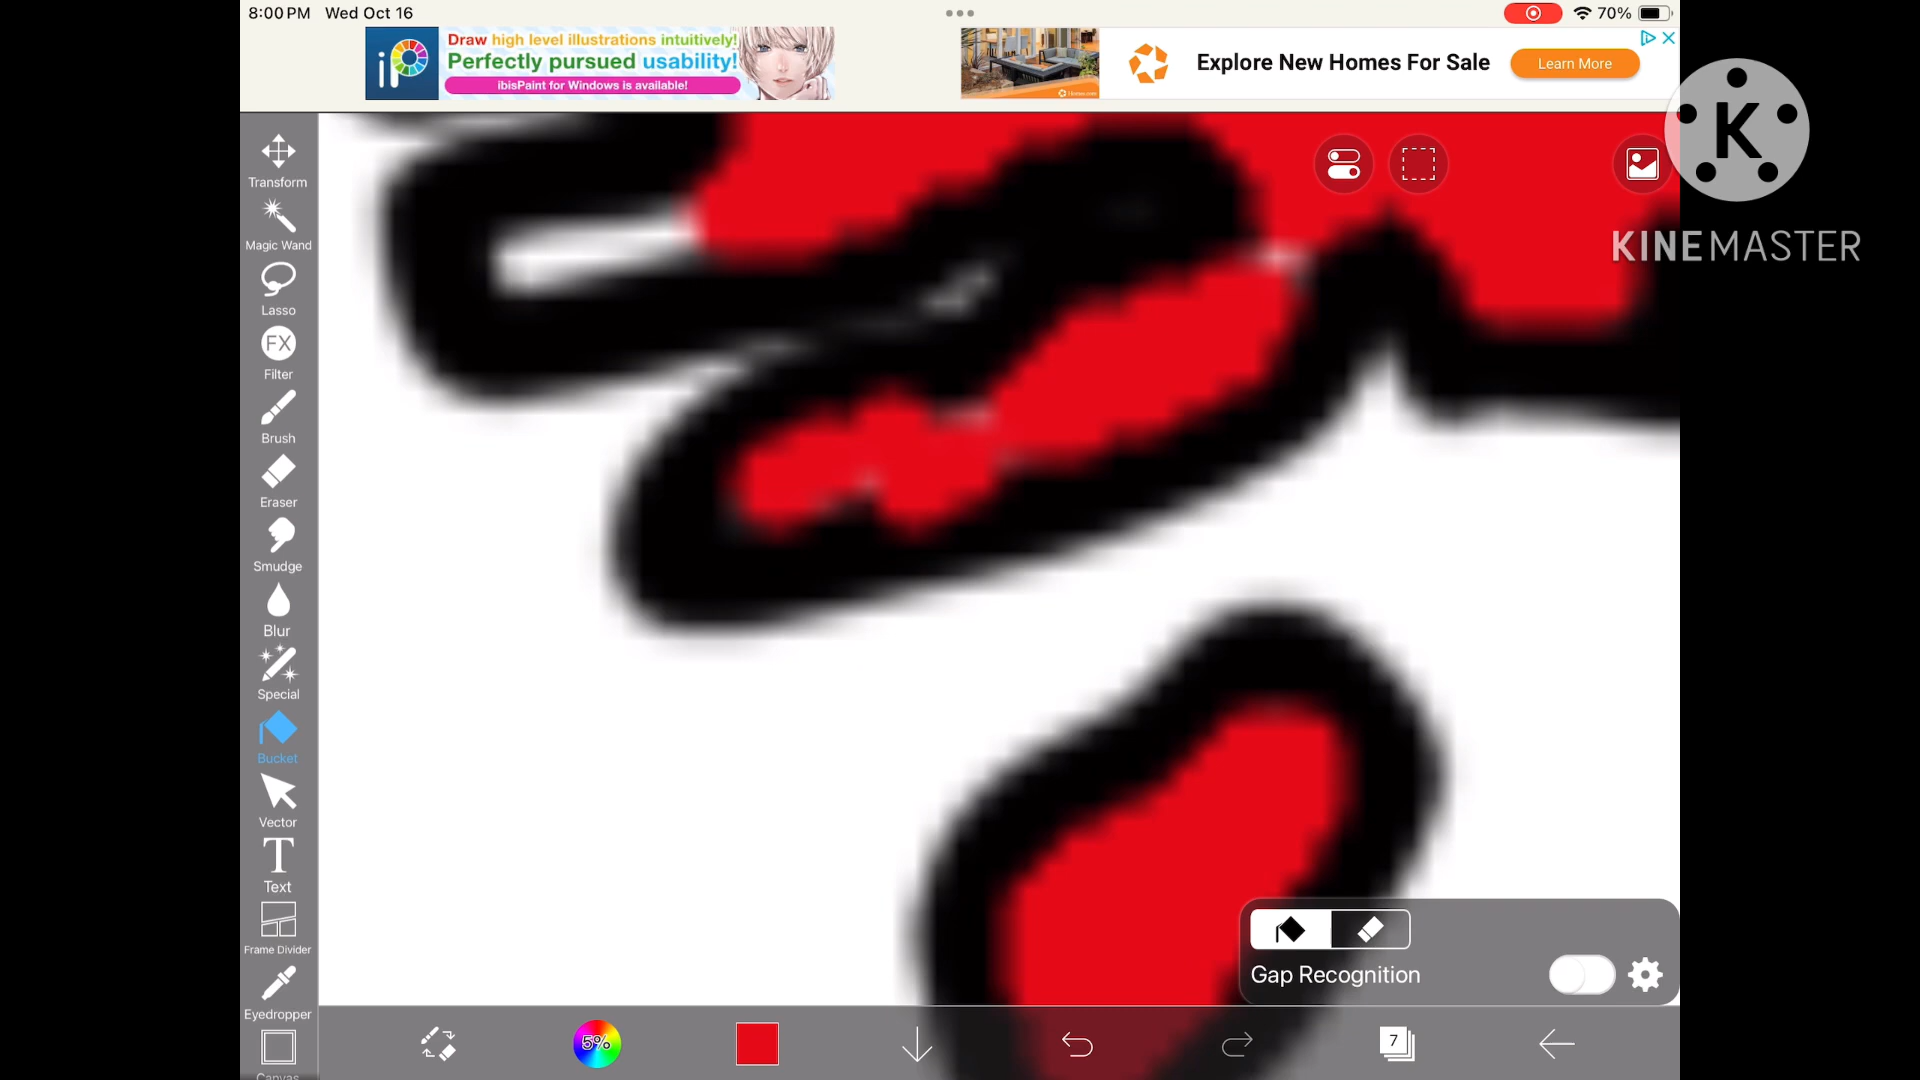 8:00 PM Wed Oct 16
70%
Draw high level illustrations intuitively!
Perfectly pursued usability!
ibisPaint for Windows is available!
Explore New Homes For Sale
Learn More
K
KINEMASTER
Transform
Magic Wand
Lasso
FX
Filter
Brush
Eraser
Smudge
Blur
Special
Bucket
Vector
T
Text
Frame Divider
Eyedropper
Canvas
Gap Recognition
5%
7